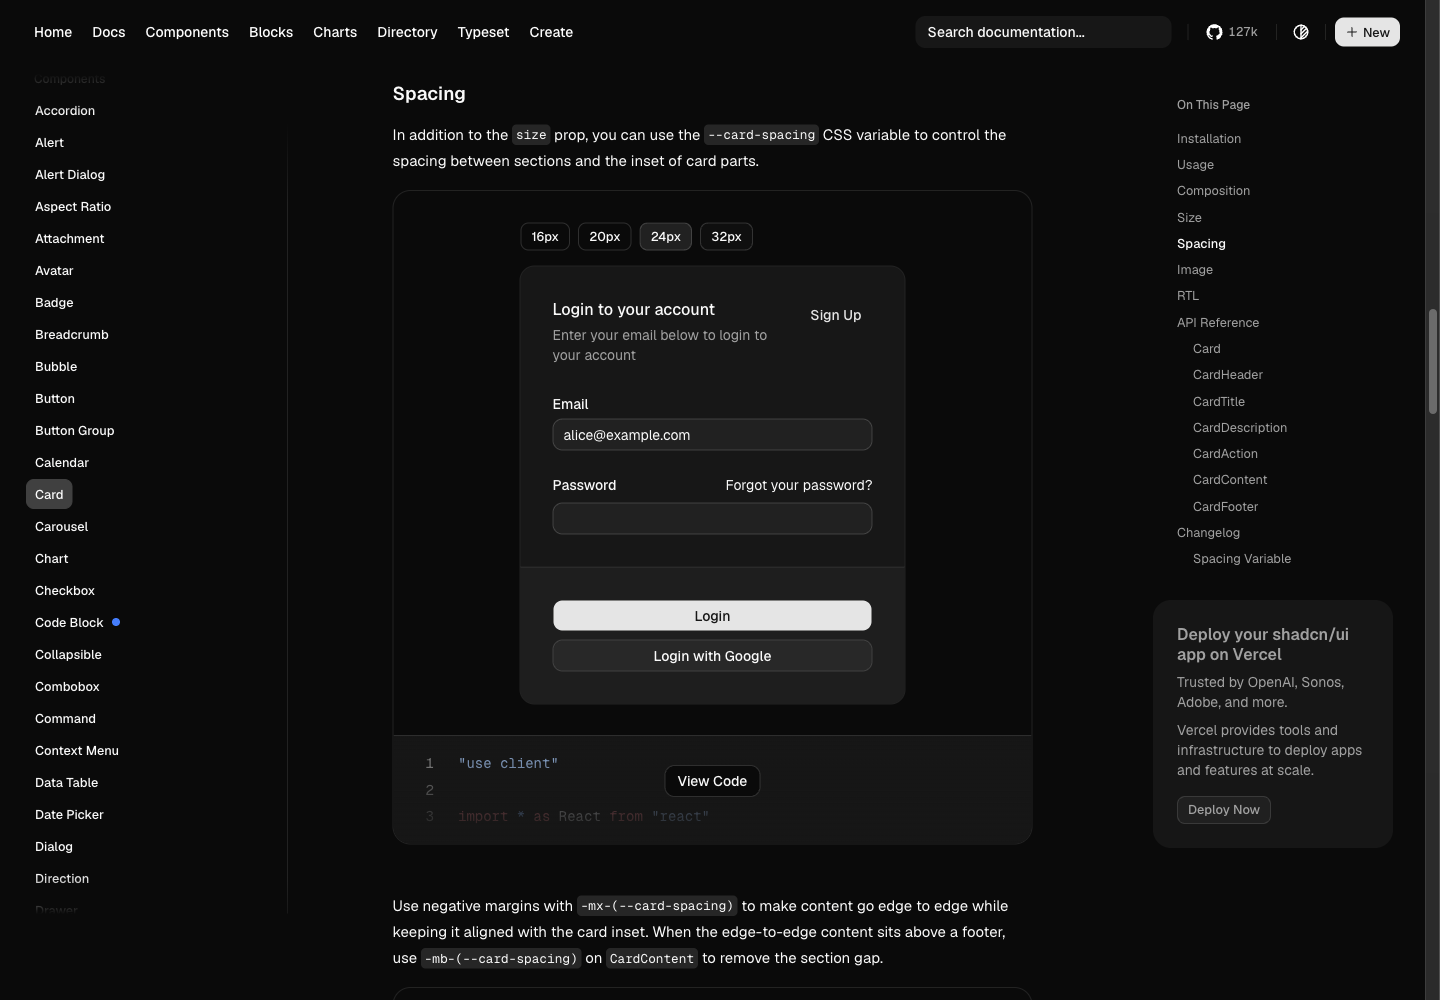 Home Docs Components Blocks Charts Directory Typeset Create
Search documentation...
127k
New
Components
Accordion
Alert
Alert Dialog
Aspect Ratio
Attachment
Avatar
Badge
Breadcrumb
Bubble
Button
Button Group
Calendar
Card
Carousel
Chart
Checkbox
Code Block
Collapsible
Combobox
Command
Context Menu
Data Table
Date Picker
Dialog
Direction
Drawer
Spacing
In addition to the size prop, you can use the --card-spacing CSS variable to control the
spacing between sections and the inset of card parts.
16px 20px 24px 32px
Login to your account
Sign Up
Enter your email below to login to
your account
Email
alice@example.com
Password Forgot your password?
Login
Login with Google
1 "use client"
2
3 import * as React from "react"
View Code
Use negative margins with -mx-(--card-spacing) to make content go edge to edge while
keeping it aligned with the card inset. When the edge-to-edge content sits above a footer,
use -mb-(--card-spacing) on CardContent to remove the section gap.
On This Page
Installation
Usage
Composition
Size
Spacing
Image
RTL
API Reference
Card
CardHeader
CardTitle
CardDescription
CardAction
CardContent
CardFooter
Changelog
Spacing Variable
Deploy your shadcn/ui
app on Vercel
Trusted by OpenAI, Sonos,
Adobe, and more.
Vercel provides tools and
infrastructure to deploy apps
and features at scale.
Deploy Now